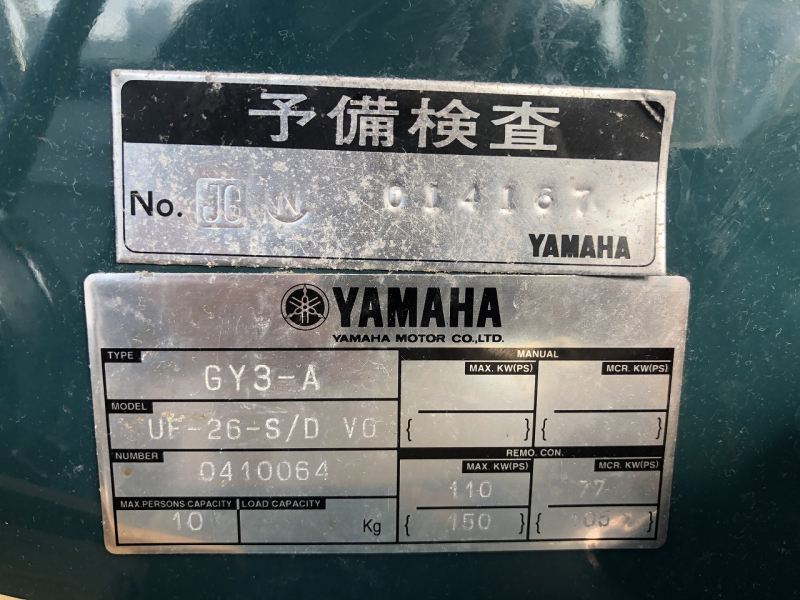 予備検査
No. JG 014167
YAMAHA
YAMAHA
YAMAHA MOTOR CO.,LTD.
TYPE GY3-A
MODEL UF-26-S/D VO
NUMBER 0410064
MAX.PERSONS CAPACITY 10
LOAD CAPACITY Kg
MANUAL
MAX. KW(PS) MCR. KW(PS)
{ } { }
REMO. CON.
MAX. KW(PS) MCR. KW(PS)
110 77
{ 150 } { }